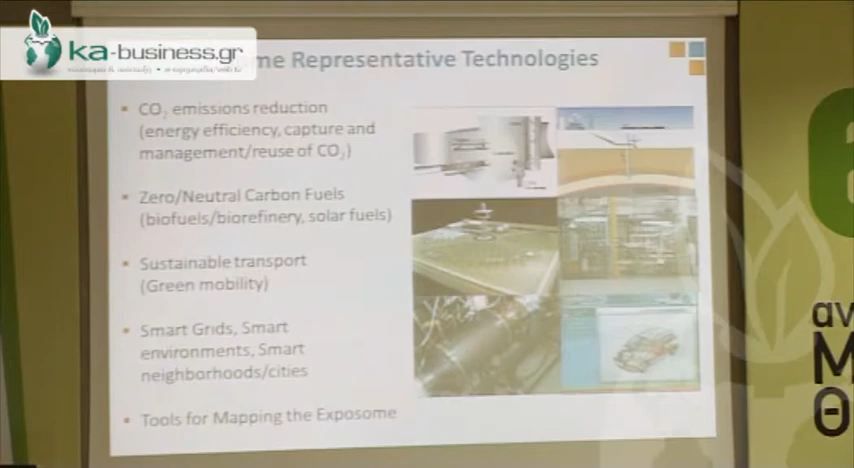 ka-business.gr
me Representative Technologies
CO₂ emissions reduction
(energy efficiency, capture and
management/reuse of CO₂)
Zero/Neutral Carbon Fuels
(biofuels/biorefinery, solar fuels)
Sustainable transport
(Green mobility)
Smart Grids, Smart
environments, Smart
neighborhoods/cities
Tools for Mapping the Exposome
6
αν
Μ
Θ